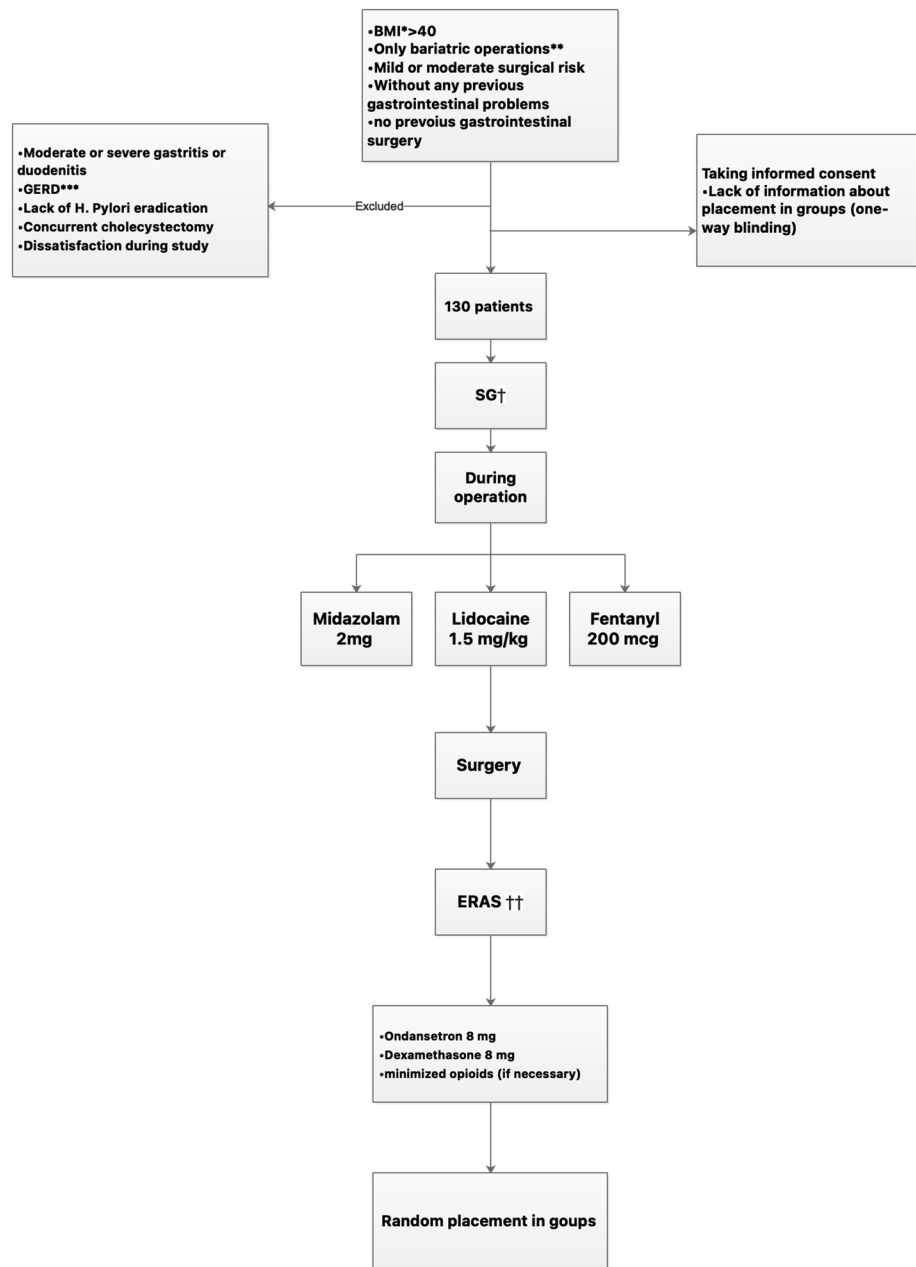 •BMI*>40
•Only bariatric operations**
•Mild or moderate surgical risk
•Without any previous
gastrointestinal problems
•no prevoius gastrointestinal
surgery
•Moderate or severe gastritis or
duodenitis
•GERD***
•Lack of H. Pylori eradication
•Concurrent cholecystectomy
•Dissatisfaction during study
Excluded
Taking informed consent
•Lack of information about
placement in groups (one-
way blinding)
130 patients
SG†
During
operation
Midazolam
2mg
Lidocaine
1.5 mg/kg
Fentanyl
200 mcg
Surgery
ERAS ††
•Ondansetron 8 mg
•Dexamethasone 8 mg
•minimized opioids (if necessary)
Random placement in goups